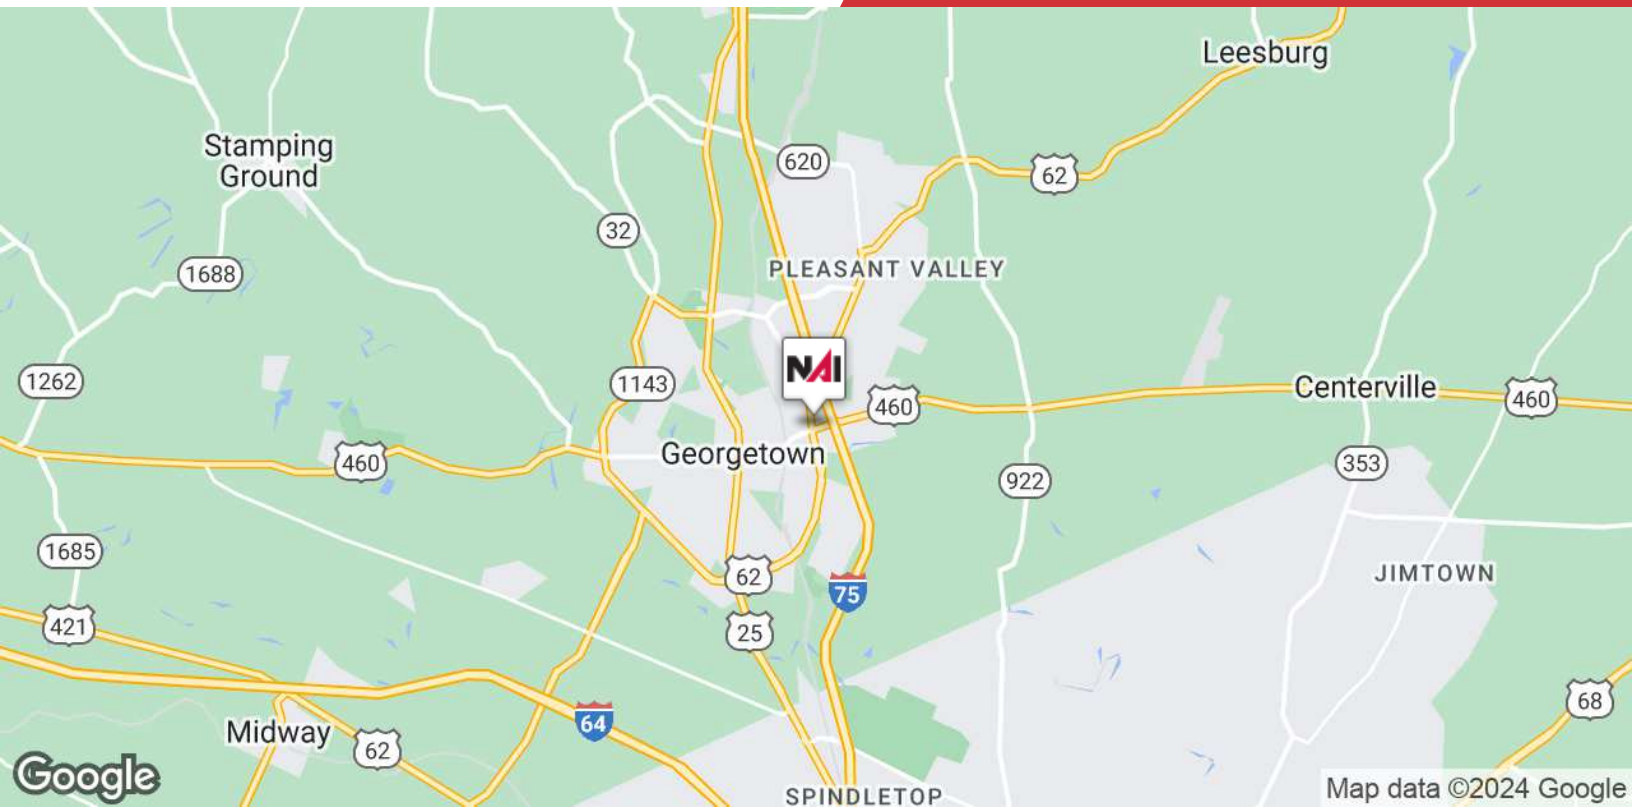 Leesburg
Stamping
Ground
620
62
32
PLEASANT VALLEY
1688
NAI
1262
1143
460
Centerville
460
Georgetown
460
353
922
1685
JIMTOWN
62
75
421
25
68
64
Midway
62
Google
SPINDLETOP
Map data ©2024 Google